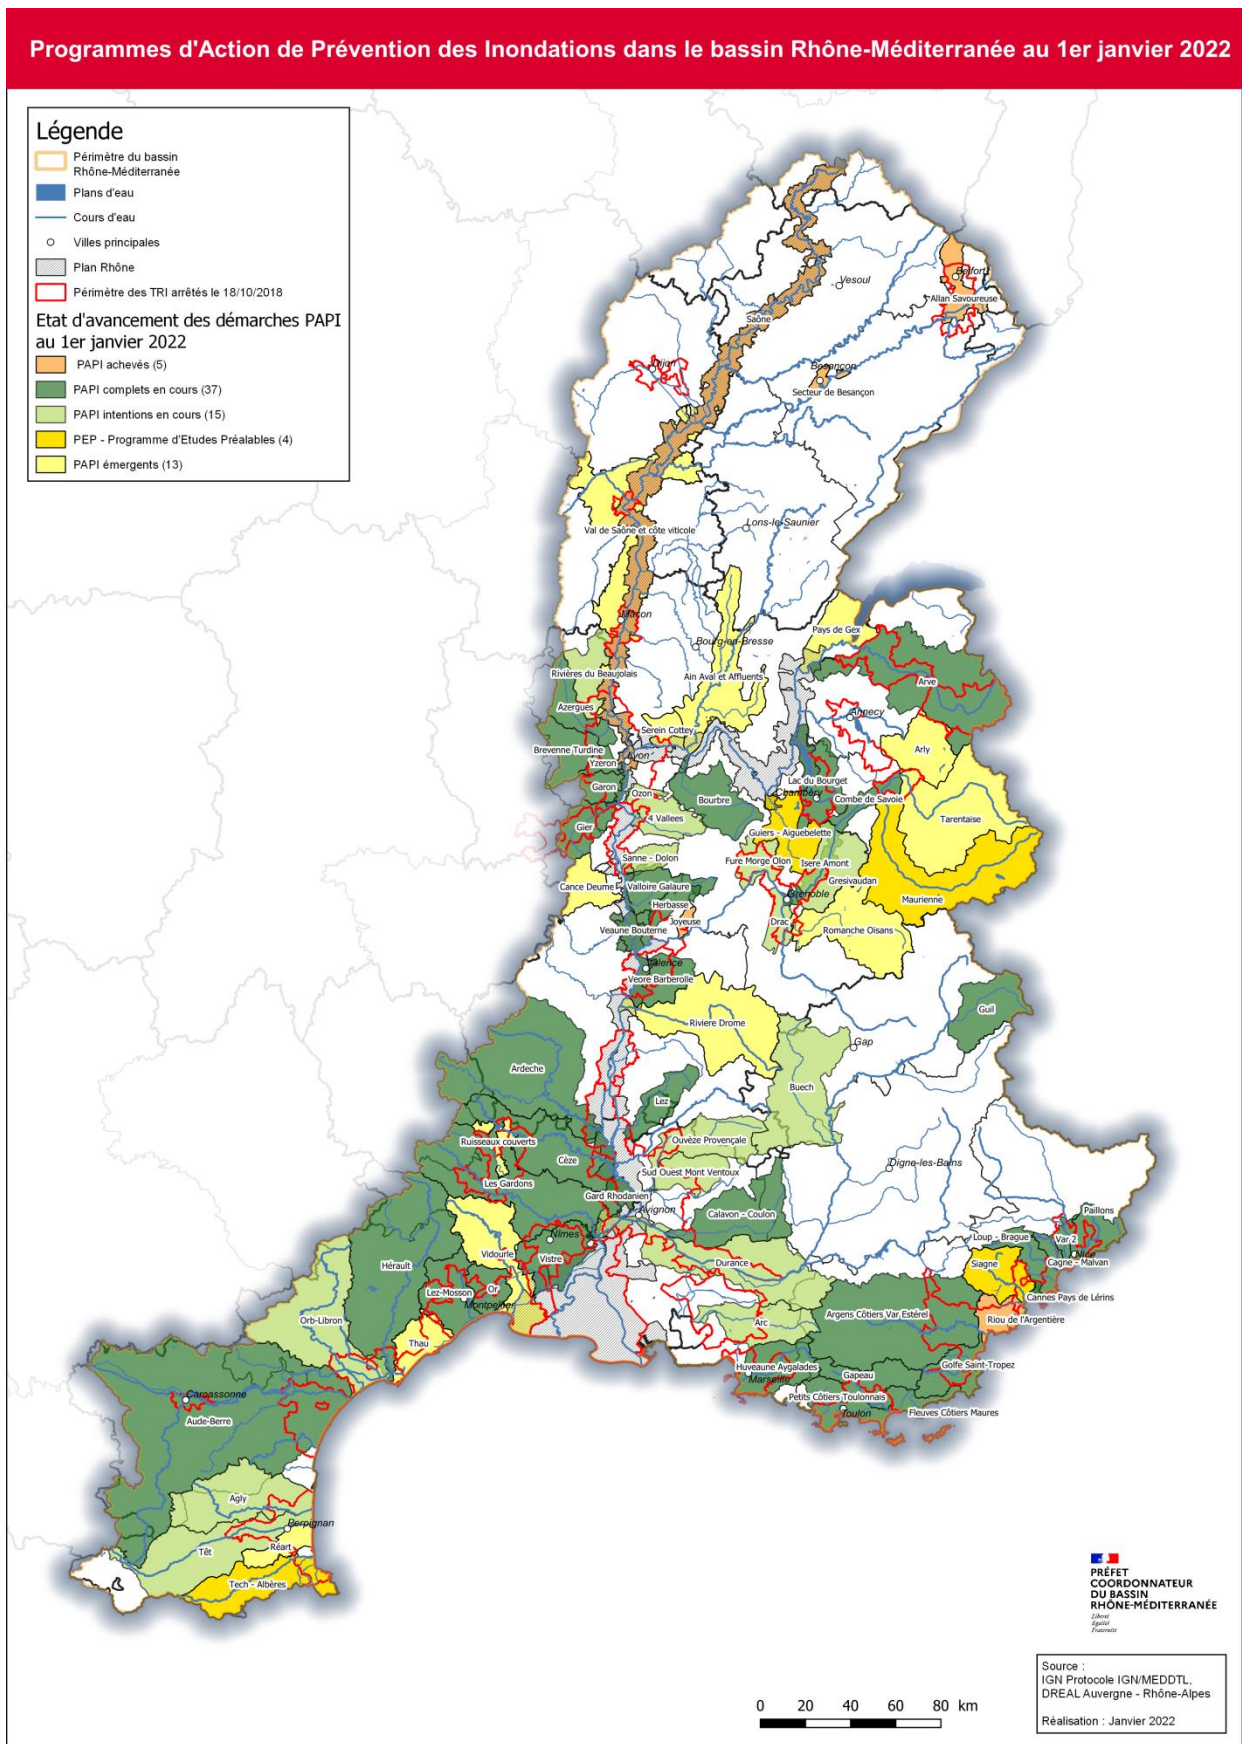 Programmes d'Action de Prévention des Inondations dans le bassin Rhône-Méditerranée au 1er janvier 2022
Légende
Périmètre du bassin
Rhône-Méditerranée
Plans d'eau
Cours d'eau
Villes principales
Plan Rhône
Périmètre des TRI arrêtés le 18/10/2018
Etat d'avancement des démarches PAPI
au 1er janvier 2022
PAPI achevés (5)
PAPI complets en cours (37)
PAPI intentions en cours (15)
PEP - Programme d'Etudes Préalables (4)
PAPI émergents (13)
Belfort
Vesoul
Allan Savoureuse
Saône
Dijon
Besançon
Secteur de Besançon
Lons-le-Saunier
Val de Saône et côte viticole
Mâcon
Pays de Gex
Bourg-en-Bresse
Rivières du Beaujolais
Ain Aval et Affluents
Arve
Azergues
Annecy
Serein Cottey
Brevenne Turdine
Lyon
Arly
Yzeron
Lac du Bourget
Garon
Ozon
Chambéry
Bourbre
Combe de Savoie
4 Vallees
Tarentaise
Gier
Guiers - Aiguebelette
Sanne - Dolon
Fure Morge Olon
Isere Amont
Cance Deume
Valloire Galaure
Gresivaudan
Grenoble
Maurienne
Herbasse
Joyeuse
Drac
Veaune Bouterne
Romanche Oisans
Valence
Veore Barberolle
Guil
Riviere Drome
Gap
Ardeche
Buech
Lez
Ruisseaux couverts
Ouvèze Provençale
Cèze
Sud Ouest Mont Ventoux
Digne-les-Bains
Les Gardons
Gard Rhodanien
Avignon
Calavon - Coulon
Paillons
Nîmes
Loup - Brague
Var 2
Vidourle
Vistre
Nice
Hérault
Durance
Siagne
Cagne - Malvan
Lez-Mosson
Or
Cannes Pays de Lérins
Montpellier
Orb-Libron
Arc
Argens Côtiers Var Estérel
Riou de l'Argentière
Thau
Huveaune Aygalades
Golfe Saint-Tropez
Marseille
Gapeau
Carcassonne
Petits Côtiers Toulonnais
Toulon
Fleuves Côtiers Maures
Aude-Berre
Agly
Perpignan
Réart
Têt
Tech - Albères
PRÉFET
COORDONNATEUR
DU BASSIN
RHÔNE-MÉDITERRANÉE
Liberté
Égalité
Fraternité
Source :
IGN Protocole IGN/MEDDTL,
DREAL Auvergne - Rhône-Alpes
Réalisation : Janvier 2022
0 20 40 60 80 km